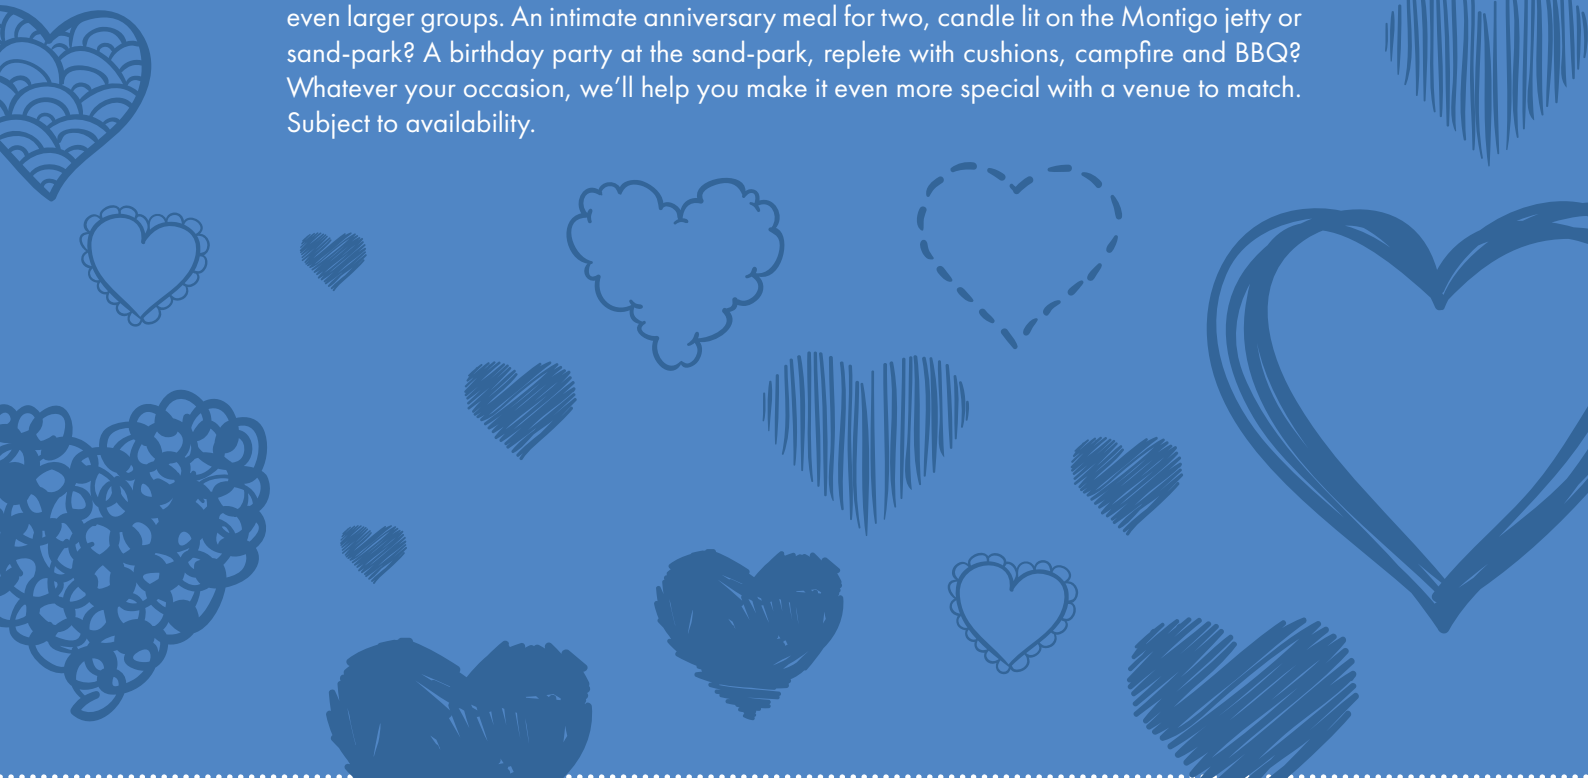 even larger groups. An intimate anniversary meal for two, candle lit on the Montigo jetty or
sand-park? A birthday party at the sand-park, replete with cushions, campfire and BBQ?
Whatever your occasion, we’ll help you make it even more special with a venue to match.
Subject to availability.